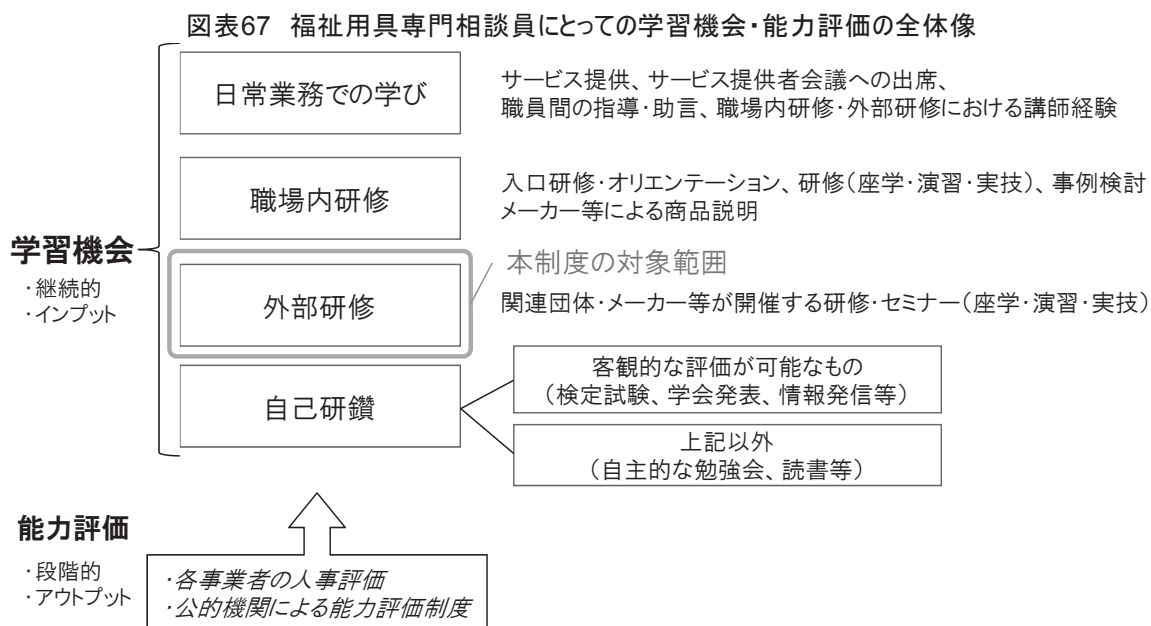 図表67 福祉用具専門相談員にとっての学習機会・能力評価の全体像
日常業務での学び
サービス提供、サービス提供者会議への出席、
職員間の指導・助言、職場内研修・外部研修における講師経験
職場内研修
入口研修・オリエンテーション、研修（座学・演習・実技）、事例検討
メーカー等による商品説明
学習機会
・継続的
・インプット
本制度の対象範囲
外部研修
関連団体・メーカー等が開催する研修・セミナー（座学・演習・実技）
自己研鑽
客観的な評価が可能なもの
（検定試験、学会発表、情報発信等）
上記以外
（自主的な勉強会、読書等）
能力評価
・段階的
・アウトプット
・各事業者の人事評価
・公的機関による能力評価制度